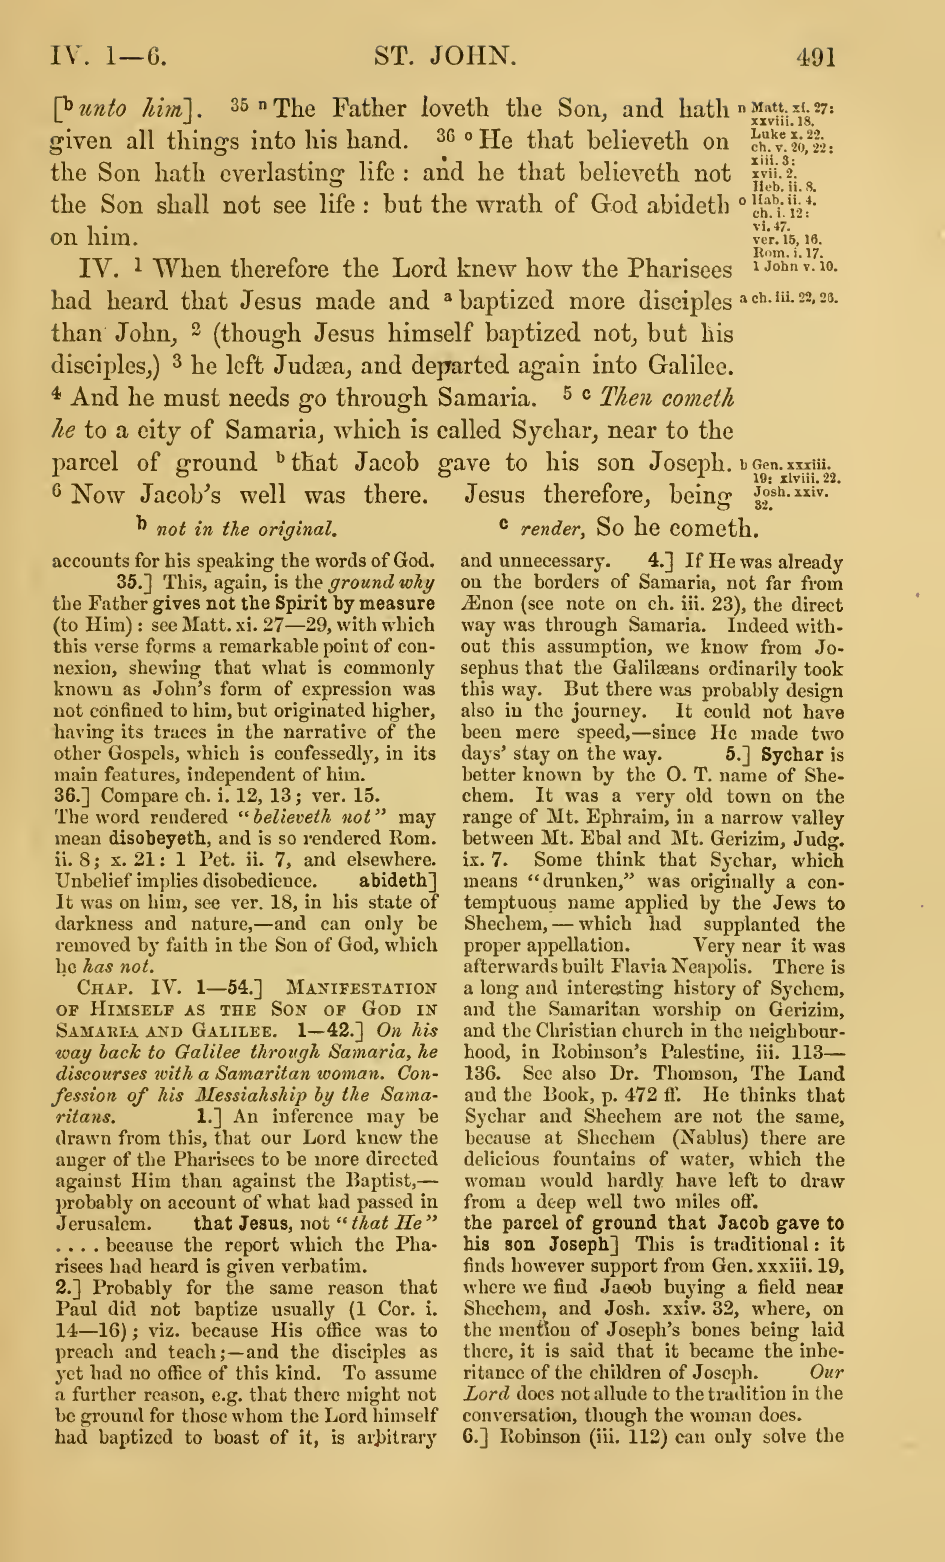 IV. 1—6. ST. JOHN. 491
[b unto him]. 35 n The Father loveth the Son, and hath
given all things into his hand. 36 o He that believeth on
the Son hath everlasting life : and he that believeth not
the Son shall not see life : but the wrath of God abideth
on him.
n Matt. xi. 27:
xxviii. 18.
Luke x. 22.
ch. v. 20, 22:
xiii. 3:
xvii. 2.
Heb. ii. 8.
o Hab. ii. 4.
ch. i. 12:
vi. 47.
ver. 15, 16.
Rom. i. 17.
1 John v. 10.
IV. 1 When therefore the Lord knew how the Pharisees
had heard that Jesus made and a baptized more disciples
than John, 2 (though Jesus himself baptized not, but his
disciples,) 3 he left Judæa, and departed again into Galilee.
4 And he must needs go through Samaria. 5 c Then cometh
he to a city of Samaria, which is called Sychar, near to the
parcel of ground b that Jacob gave to his son Joseph.
6 Now Jacob's well was there. Jesus therefore, being
a ch. iii. 22, 26.
b Gen. xxxiii.
19: xlviii. 22.
Josh. xxiv.
32.
b not in the original.
c render, So he cometh.
accounts for his speaking the words of God.
35.] This, again, is the ground why
the Father gives not the Spirit by measure
(to Him) : see Matt. xi. 27—29, with which
this verse forms a remarkable point of con-
nexion, shewing that what is commonly
known as John's form of expression was
not confined to him, but originated higher,
having its traces in the narrative of the
other Gospels, which is confessedly, in its
main features, independent of him.
36.] Compare ch. i. 12, 13 ; ver. 15.
The word rendered "believeth not" may
mean disobeyeth, and is so rendered Rom.
ii. 8 ; x. 21 : 1 Pet. ii. 7, and elsewhere.
Unbelief implies disobedience. abideth]
It was on him, see ver. 18, in his state of
darkness and nature,—and can only be
removed by faith in the Son of God, which
he has not.
CHAP. IV. 1—54.] MANIFESTATION
OF HIMSELF AS THE SON OF GOD IN
SAMARIA AND GALILEE. 1—42.] On his
way back to Galilee through Samaria, he
discourses with a Samaritan woman. Con-
fession of his Messiahship by the Sama-
ritans. 1.] An inference may be
drawn from this, that our Lord knew the
anger of the Pharisees to be more directed
against Him than against the Baptist,—
probably on account of what had passed in
Jerusalem. that Jesus, not "that He"
. . . . because the report which the Pha-
risees had heard is given verbatim.
2.] Probably for the same reason that
Paul did not baptize usually (1 Cor. i.
14—16) ; viz. because His office was to
preach and teach ;—and the disciples as
yet had no office of this kind. To assume
a further reason, e.g. that there might not
be ground for those whom the Lord himself
had baptized to boast of it, is arbitrary
and unnecessary. 4.] If He was already
on the borders of Samaria, not far from
Ænon (see note on ch. iii. 23), the direct
way was through Samaria. Indeed with-
out this assumption, we know from Jo-
sephus that the Galilæans ordinarily took
this way. But there was probably design
also in the journey. It could not have
been mere speed,—since He made two
days' stay on the way. 5.] Sychar is
better known by the O. T. name of She-
chem. It was a very old town on the
range of Mt. Ephraim, in a narrow valley
between Mt. Ebal and Mt. Gerizim, Judg.
ix. 7. Some think that Sychar, which
means "drunken," was originally a con-
temptuous name applied by the Jews to
Shechem, — which had supplanted the
proper appellation. Very near it was
afterwards built Flavia Neapolis. There is
a long and interesting history of Sychem,
and the Samaritan worship on Gerizim,
and the Christian church in the neighbour-
hood, in Robinson's Palestine, iii. 113—
136. See also Dr. Thomson, The Land
and the Book, p. 472 ff. He thinks that
Sychar and Shechem are not the same,
because at Shechem (Nablus) there are
delicious fountains of water, which the
woman would hardly have left to draw
from a deep well two miles off.
the parcel of ground that Jacob gave to
his son Joseph] This is traditional : it
finds however support from Gen. xxxiii. 19,
where we find Jacob buying a field near
Shechem, and Josh. xxiv. 32, where, on
the mention of Joseph's bones being laid
there, it is said that it became the inhe-
ritance of the children of Joseph. Our
Lord does not allude to the tradition in the
conversation, though the woman does.
6.] Robinson (iii. 112) can only solve the